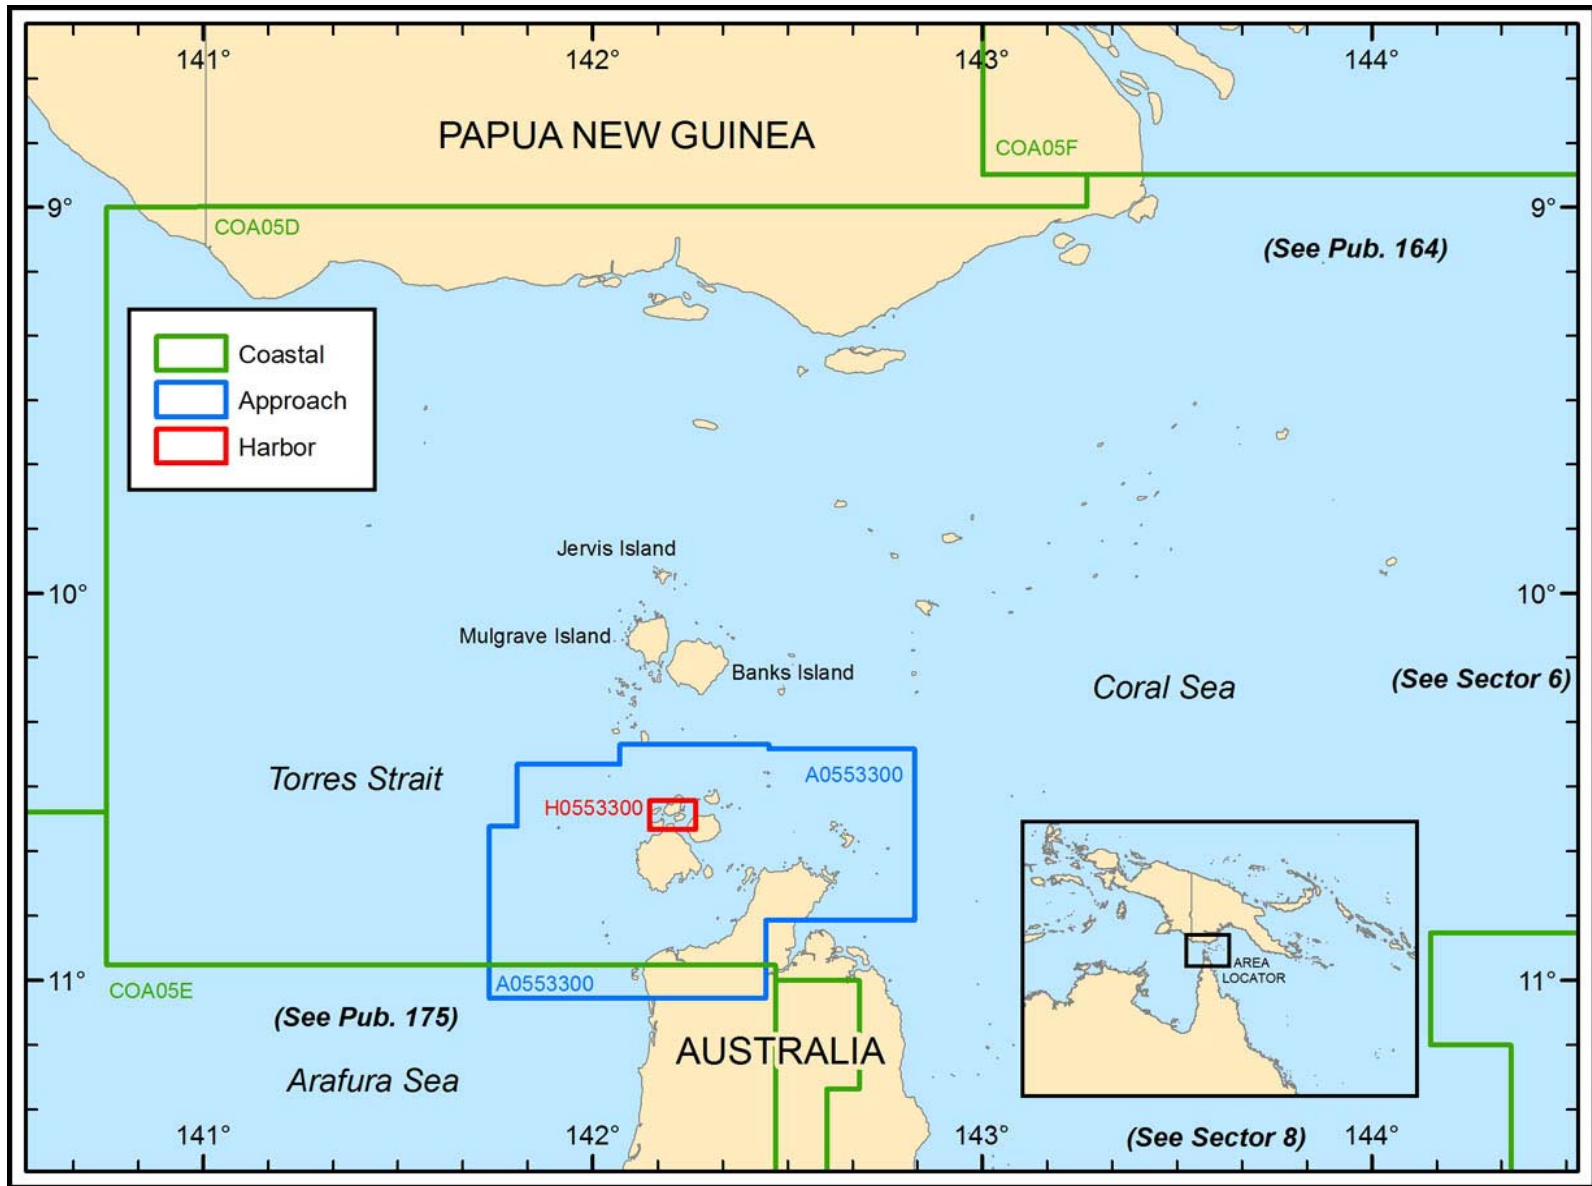 141°
142°
143°
144°
PAPUA NEW GUINEA
COA05F
9°
9°
COA05D
(See Pub. 164)
Coastal
Approach
Harbor
Jervis Island
10°
10°
Mulgrave Island
Banks Island
(See Sector 6)
Coral Sea
Torres Strait
A0553300
H0553300
AREA
LOCATOR
11°
A0553300
11°
COA05E
(See Pub. 175)
AUSTRALIA
Arafura Sea
141°
142°
143°
(See Sector 8)
144°